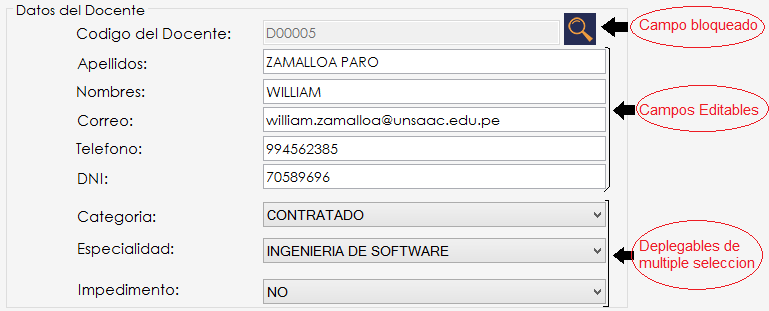 Datos del Docente
Codigo del Docente: D00005
Campo bloqueado
Apellidos: ZAMALLOA PARO
Nombres: WILLIAM
Correo: william.zamalloa@unsaac.edu.pe
Campos Editables
Telefono: 994562385
DNI: 70589696
Categoria: CONTRATADO
Especialidad: INGENIERIA DE SOFTWARE
Deplegables de
multiple seleccion
Impedimento: NO